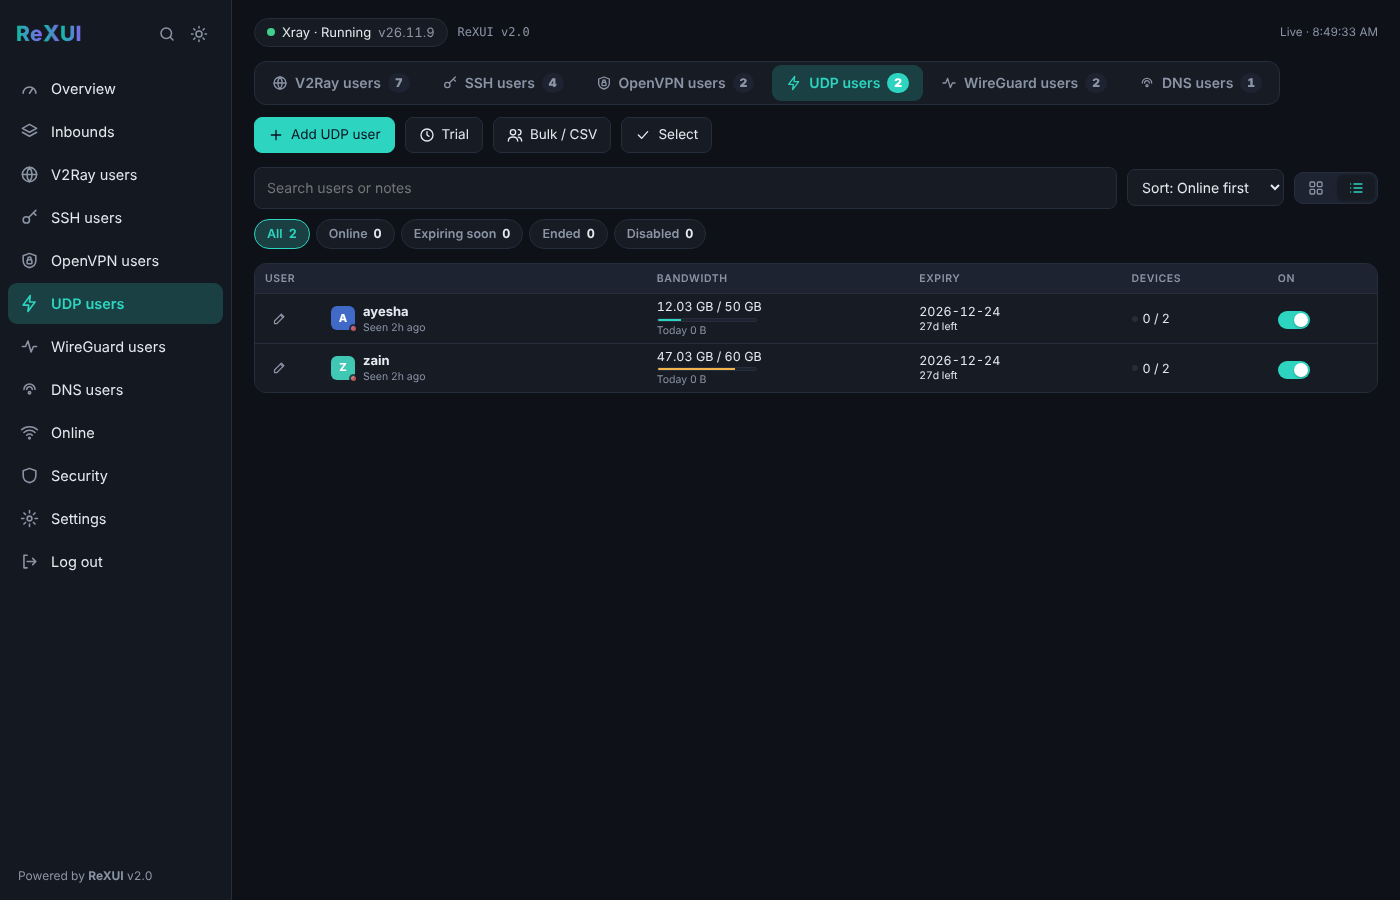 ReXUI
Overview
Inbounds
V2Ray users
SSH users
OpenVPN users
UDP users
WireGuard users
DNS users
Online
Security
Settings
Log out
Powered by ReXUI v2.0
Xray · Running v26.11.9 ReXUI v2.0
Live · 8:49:33 AM
V2Ray users 7 SSH users 4 OpenVPN users 2 UDP users 2 WireGuard users 2 DNS users 1
Add UDP user Trial Bulk / CSV Select
Search users or notes Sort: Online first
All 2 Online 0 Expiring soon 0 Ended 0 Disabled 0
USER BANDWIDTH EXPIRY DEVICES ON
A ayesha 12.03 GB / 50 GB 2026-12-24 0 / 2
Seen 2h ago Today 0 B 27d left
Z zain 47.03 GB / 60 GB 2026-12-24 0 / 2
Seen 2h ago Today 0 B 27d left